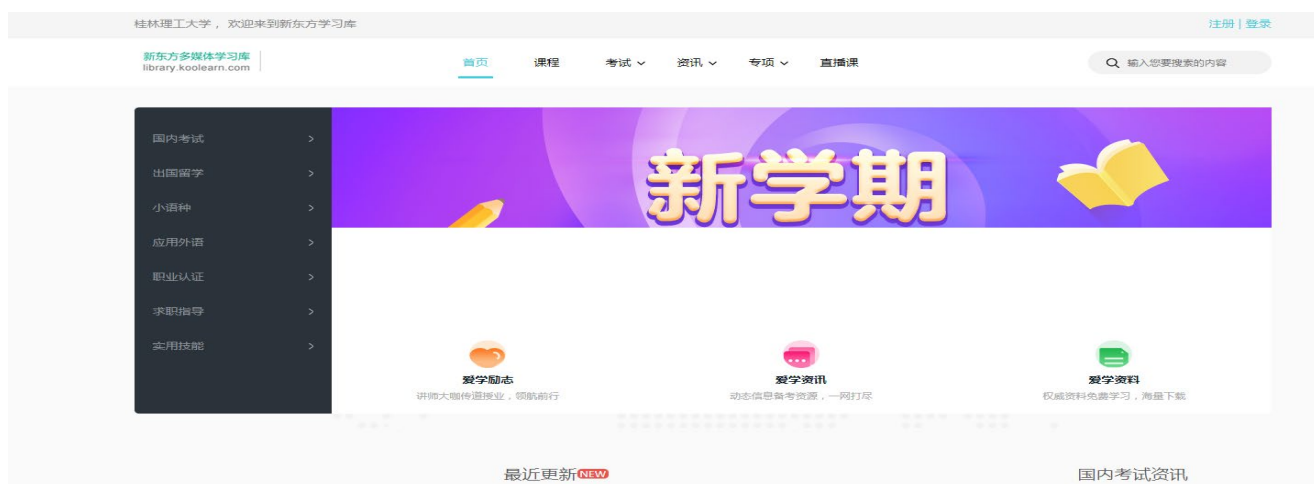 桂林理工大学，欢迎来到新东方学习库
注册 | 登录
新东方多媒体学习库
library.koolearn.com
首页 课程 考试 资讯 专项 直播课
输入您要搜索的内容
国内考试 >
出国留学 >
小语种 >
应用外语 >
职业认证 >
求职指导 >
实用技能 >
新学期
爱学励志
讲师大咖传道授业，领航前行
爱学资讯
动态信息备考资源，一网打尽
爱学资料
权威资料免费学习，海量下载
最近更新NEW
国内考试资讯